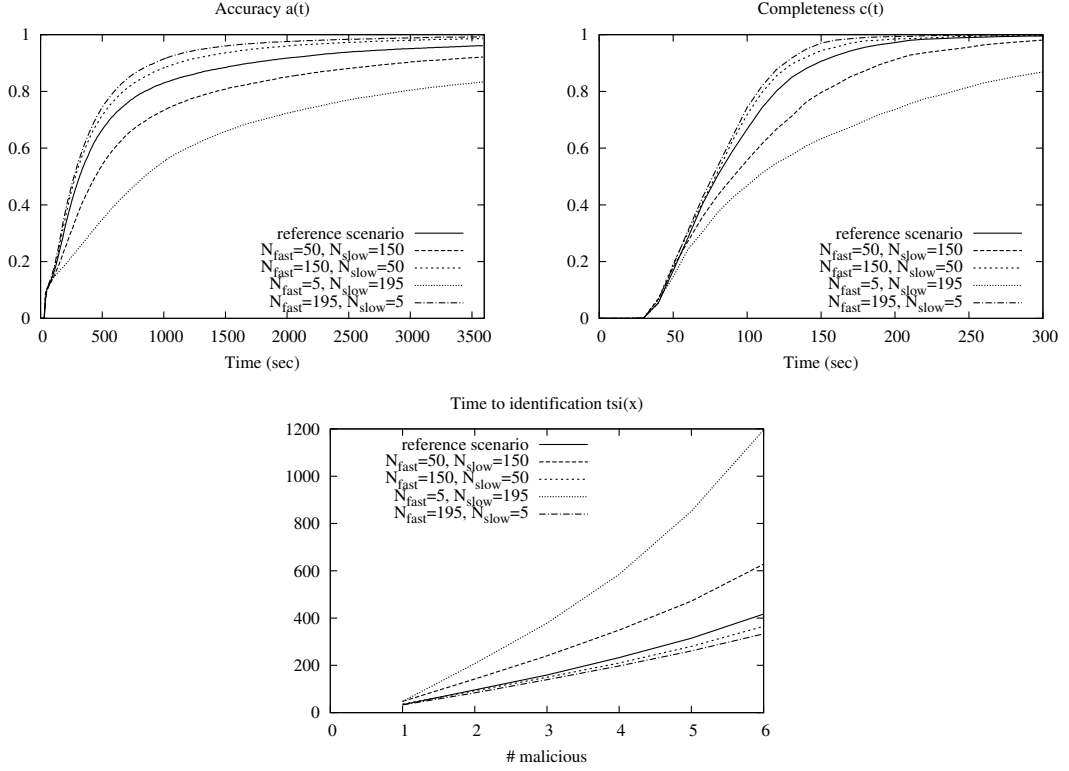 Accuracy a(t)
1
0.8
0.6
0.4
0.2
0
reference scenario
N_fast=50, N_slow=150
N_fast=150, N_slow=50
N_fast=5, N_slow=195
N_fast=195, N_slow=5
0 500 1000 1500 2000 2500 3000 3500
Time (sec)
Completeness c(t)
1
0.8
0.6
0.4
0.2
0
reference scenario
N_fast=50, N_slow=150
N_fast=150, N_slow=50
N_fast=5, N_slow=195
N_fast=195, N_slow=5
0 50 100 150 200 250 300
Time (sec)
Time to identification tsi(x)
1200
1000
800
600
400
200
0
reference scenario
N_fast=50, N_slow=150
N_fast=150, N_slow=50
N_fast=5, N_slow=195
N_fast=195, N_slow=5
0 1 2 3 4 5 6
# malicious